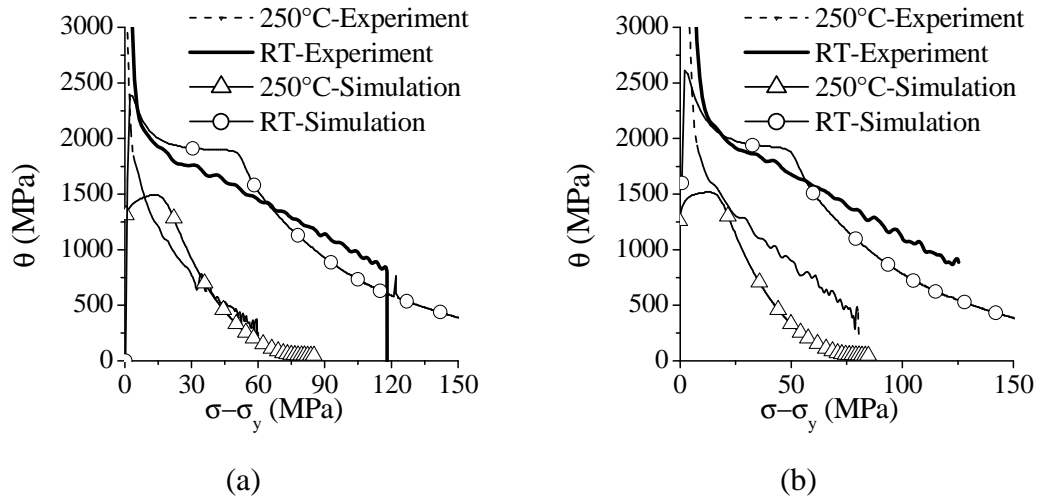 250°C-Experiment
RT-Experiment
250°C-Simulation
RT-Simulation
3000
2500
2000
1500
1000
500
0
θ (MPa)
0 30 60 90 120 150
σ−σy (MPa)
(a)
250°C-Experiment
RT-Experiment
250°C-Simulation
RT-Simulation
3000
2500
2000
1500
1000
500
0
θ (MPa)
0 50 100 150
σ−σy (MPa)
(b)